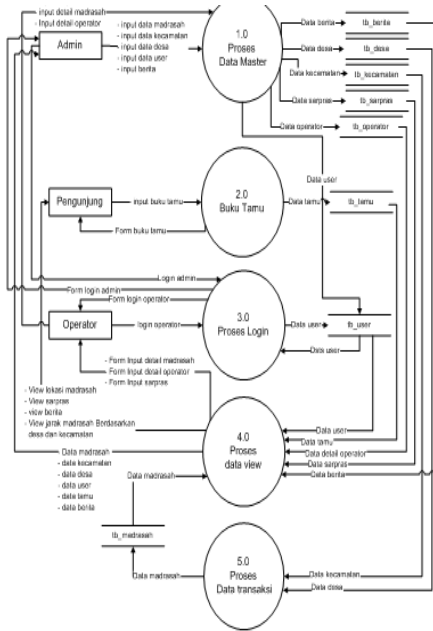 - input detail madrasah
- Input detail operator
Admin
- input data madrasah
- input data kecamatan
- input data desa
- input data user
- input berita
1.0
Proses
Data Master
Data berita
tb_berita
Data desa
tb_desa
Data kecamatan
tb_kecamatan
Data sarpras
tb_sarpras
Data operator
tb_operator
Data user
Pengunjung
input buku tamu
Form buku tamu
2.0
Buku Tamu
Data tamu
tb_temu
Login admin
Form login admin
Form login operator
Operator
login operator
3.0
Proses Login
Data user
tb_user
Data user
- Form Input detail madrasah
- Form Input detail operator
- Form Input sarpras
- View lokasi madrasah
- View sarpras
- view berita
- View jarak madrasah Berdasarkan
desa dan kecamatan
4.0
Proses
data view
Data user
Data tamu
Data detail operator
Data sarpras
Data berita
- Data madrasah
- data kecamatan
- data desa
- data user
- data temu
- data berita
Data madrasah
tb_madrasah
Data madrasah
5.0
Proses
Data transaksi
Data kecamatan
Data desa